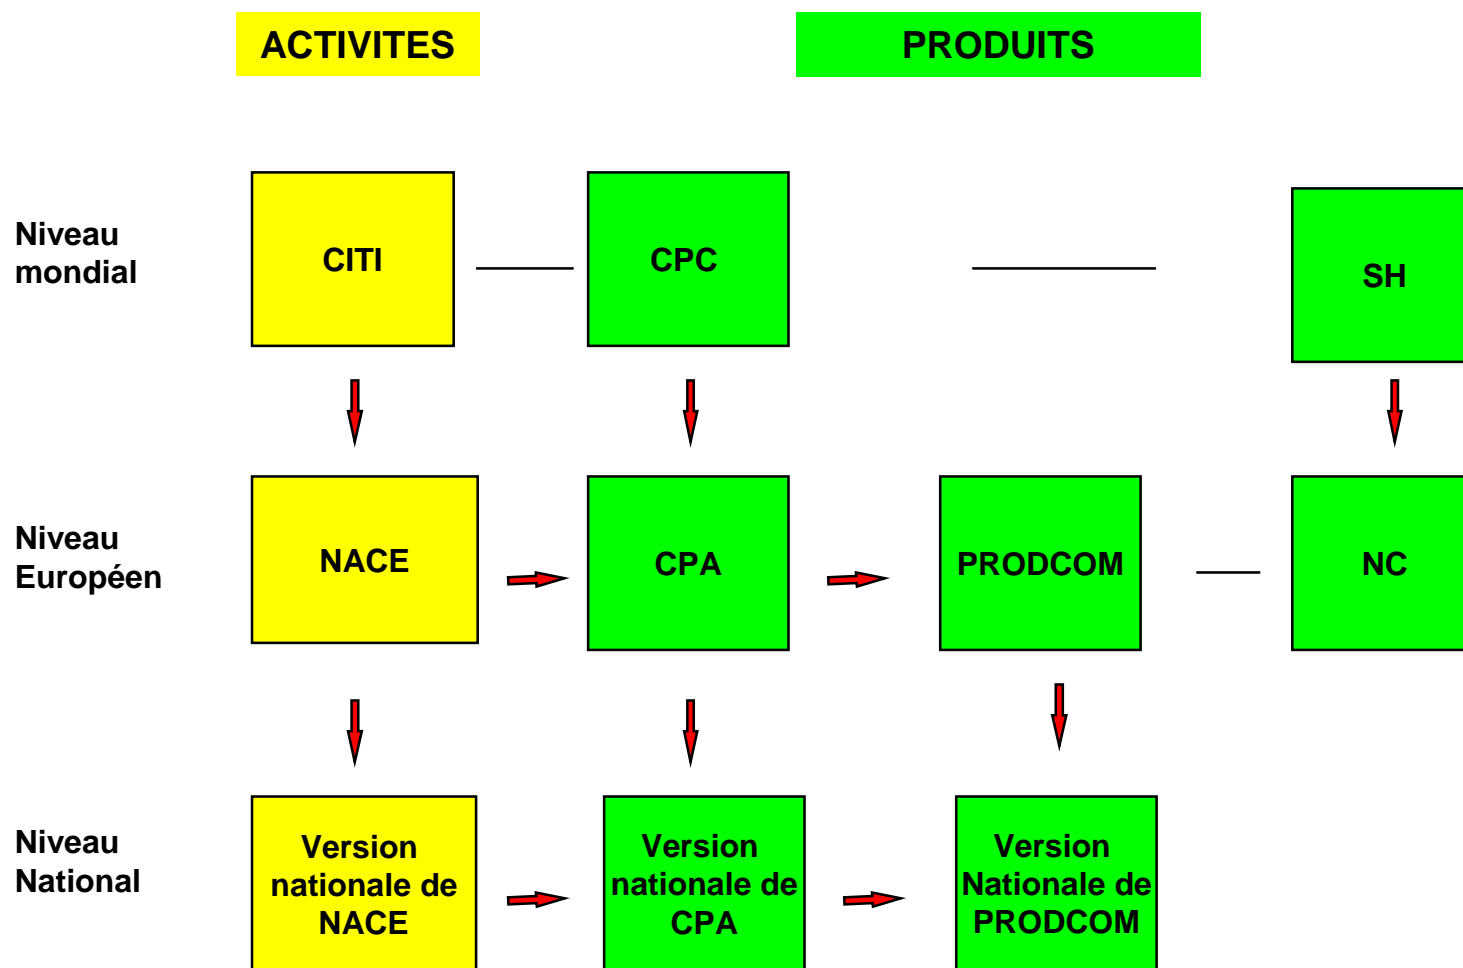 ACTIVITES
PRODUITS
Niveau
mondial
CITI
CPC
SH
Niveau
Européen
NACE
CPA
PRODCOM
NC
Niveau
National
Version
nationale de
NACE
Version
nationale de
CPA
Version
Nationale de
PRODCOM